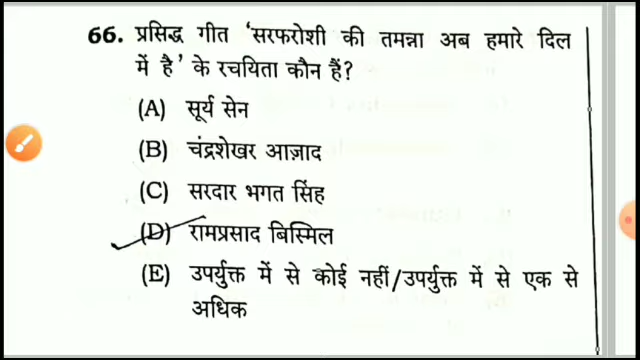 66. प्रसिद्ध गीत ‘सरफरोशी की तमन्ना अब हमारे दिल
में है’ के रचयिता कौन हैं?
(A) सूर्य सेन
(B) चंद्रशेखर आज़ाद
(C) सरदार भगत सिंह
(D) रामप्रसाद बिस्मिल
(E) उपर्युक्त में से कोई नहीं/उपर्युक्त में से एक से
अधिक